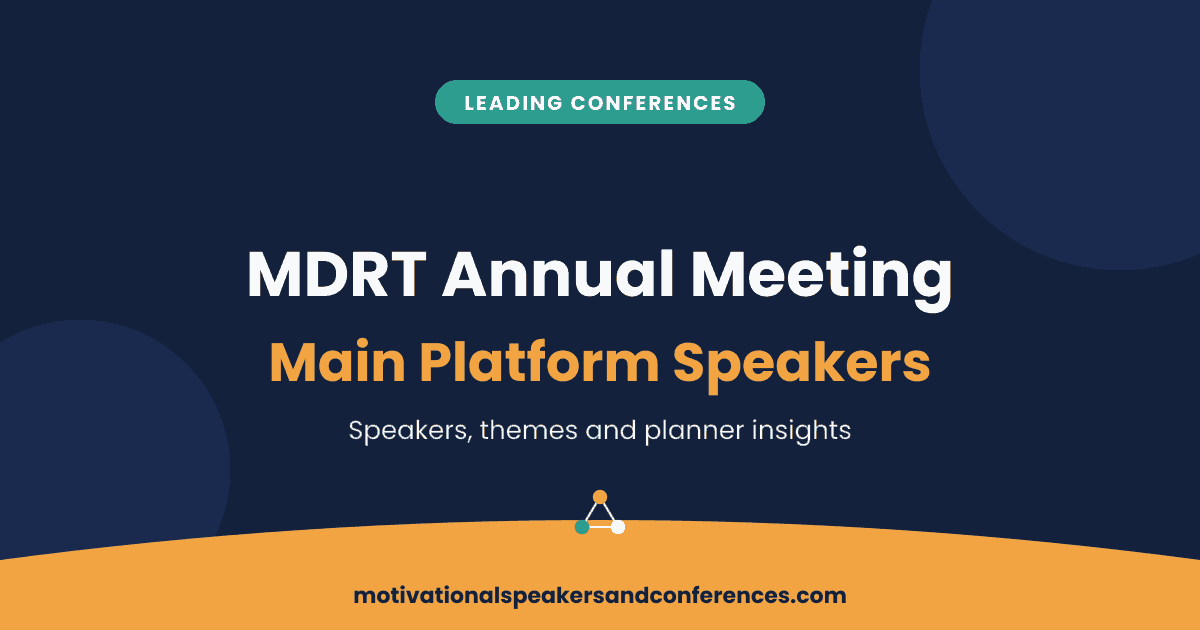 LEADING CONFERENCES
MDRT Annual Meeting
Main Platform Speakers
Speakers, themes and planner insights
motivationalspeakersandconferences.com